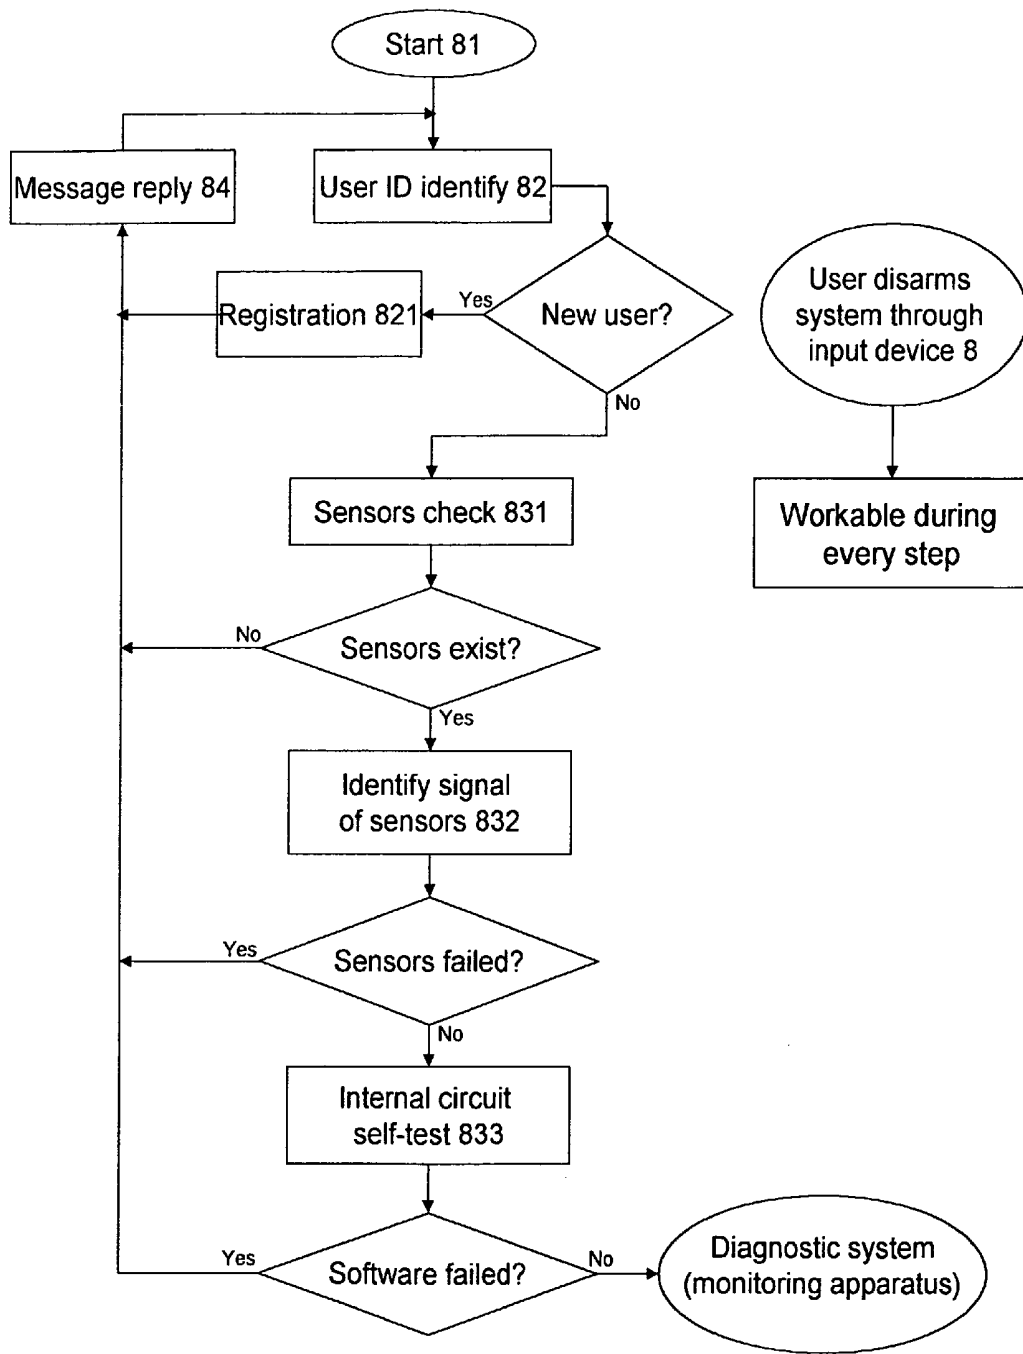 Start 81
Message reply 84
User ID identify 82
Registration 821
Yes
New user?
User disarms
system through
input device 8
No
Sensors check 831
Workable during
every step
No
Sensors exist?
Yes
Identify signal
of sensors 832
Yes
Sensors failed?
No
Internal circuit
self-test 833
Yes
Software failed?
No
Diagnostic system
(monitoring apparatus)